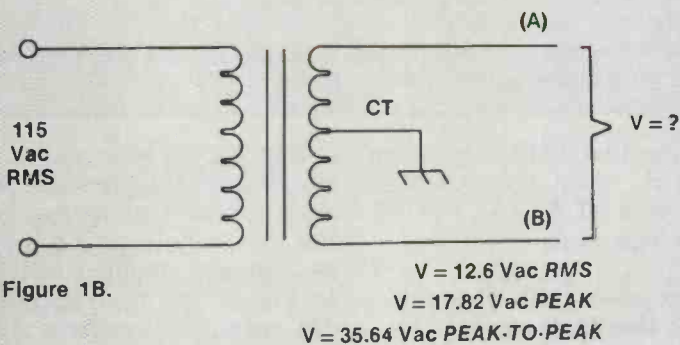 (A)
CT
115
Vac
RMS
V = ?
(B)
V = 12.6 Vac RMS
Figure 1B.
V = 17.82 Vac PEAK
V = 35.64 Vac PEAK-TO-PEAK